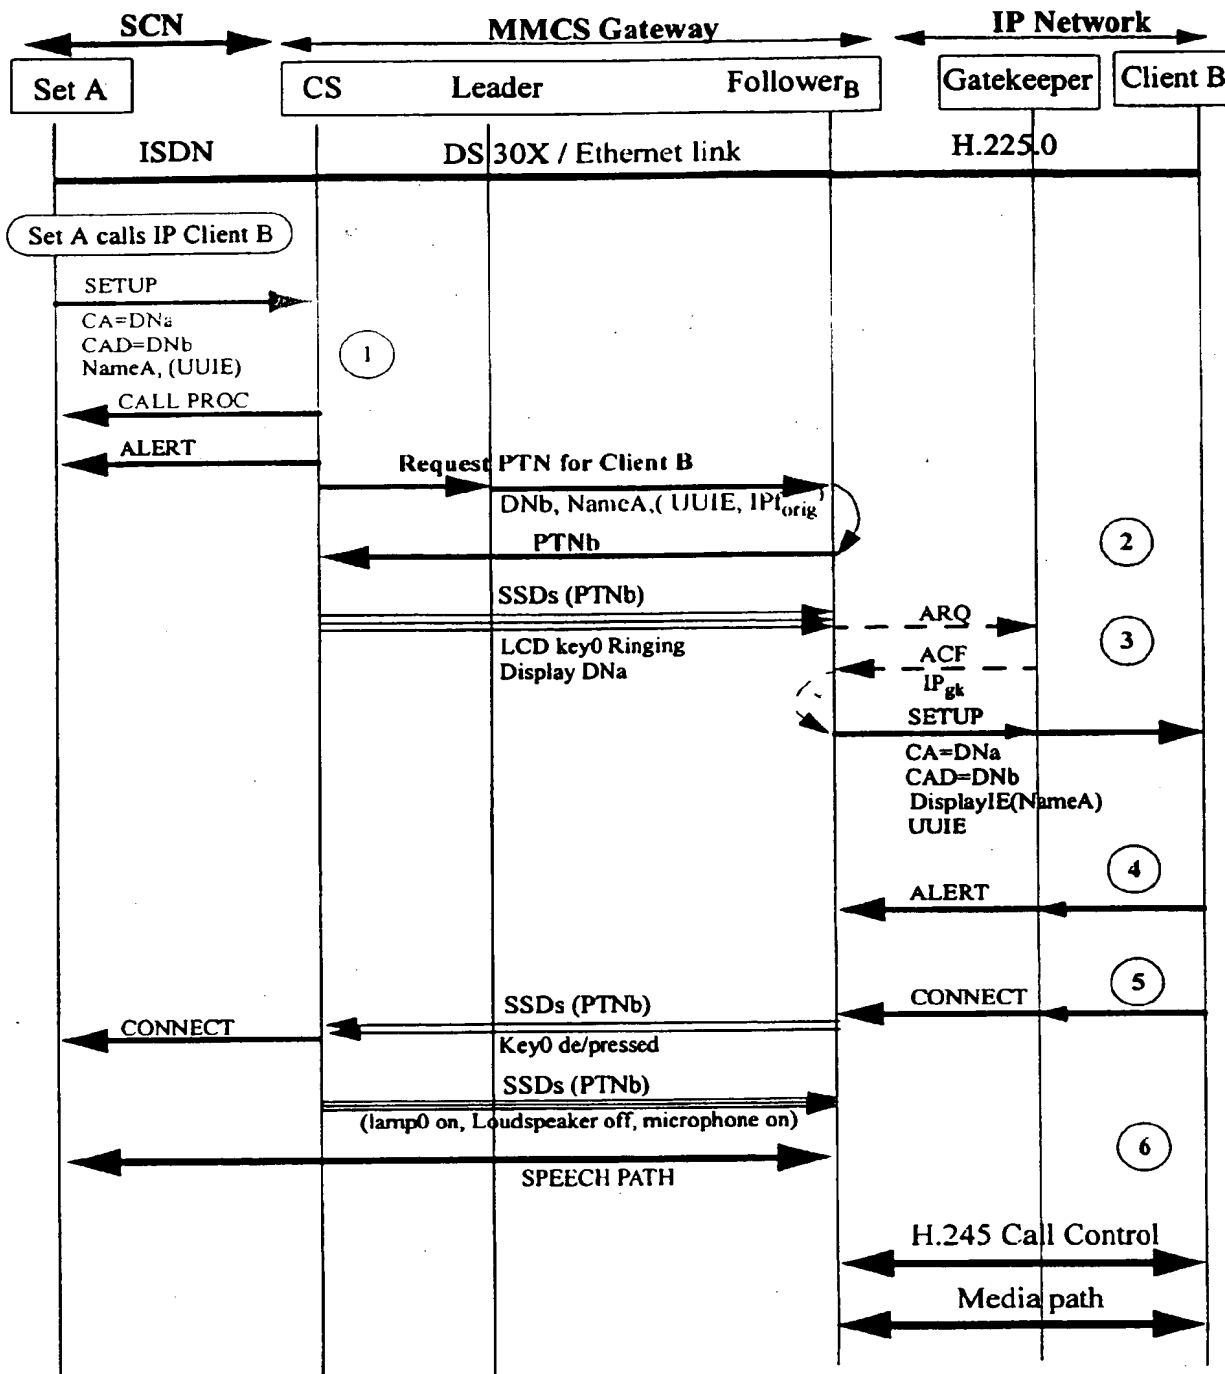 SCN
MMCS Gateway
IP Network
Set A
CS
Leader
FollowerB
Gatekeeper
Client B
ISDN
DS 30X / Ethernet link
H.225.0
Set A calls IP Client B
SETUP
CA=DNa
CAD=DNb
NameA, (UUIE)
1
CALL PROC
ALERT
Request PTN for Client B
DNb, NameA,( UUIE, IPf orig)
PTNb
2
SSDs (PTNb)
LCD key0 Ringing
Display DNa
ARQ
3
ACF
IPgk
SETUP
CA=DNa
CAD=DNb
DisplayIE(NameA)
UUIE
4
ALERT
5
CONNECT
SSDs (PTNb)
Key0 de/pressed
CONNECT
SSDs (PTNb)
(lamp0 on, Loudspeaker off, microphone on)
6
SPEECH PATH
H.245 Call Control
Media path